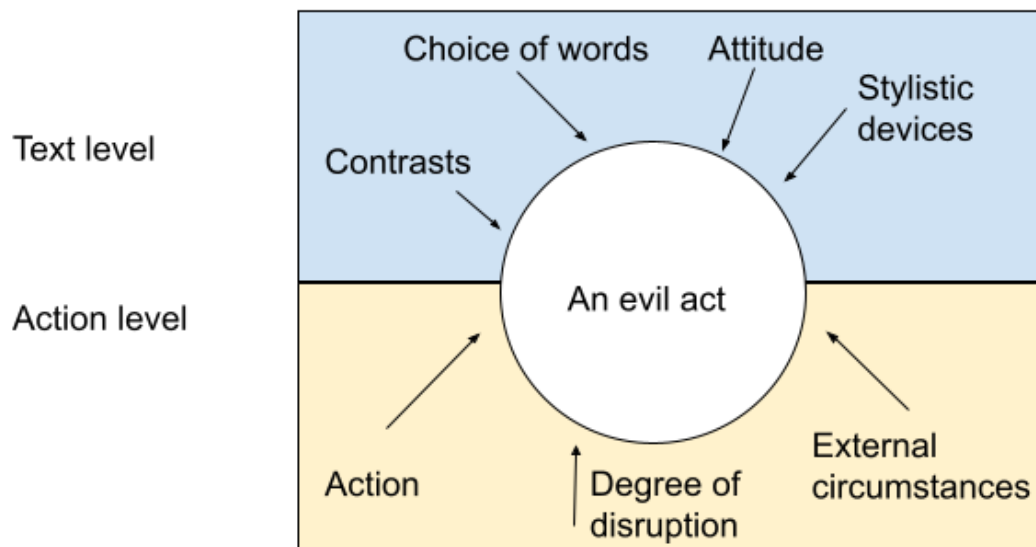 Choice of words
Attitude
Stylistic
devices
Text level
Contrasts
An evil act
Action level
Action
Degree of
disruption
External
circumstances